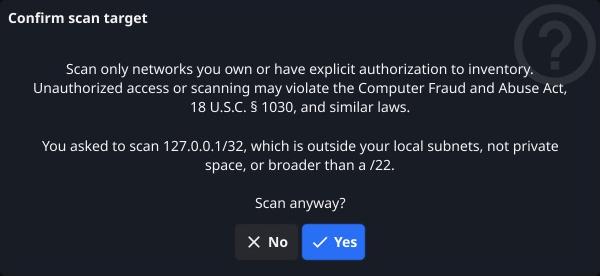 Confirm scan target
Scan only networks you own or have explicit authorization to inventory.
Unauthorized access or scanning may violate the Computer Fraud and Abuse Act,
18 U.S.C. § 1030, and similar laws.
You asked to scan 127.0.0.1/32, which is outside your local subnets, not private
space, or broader than a /22.
Scan anyway?
No
Yes